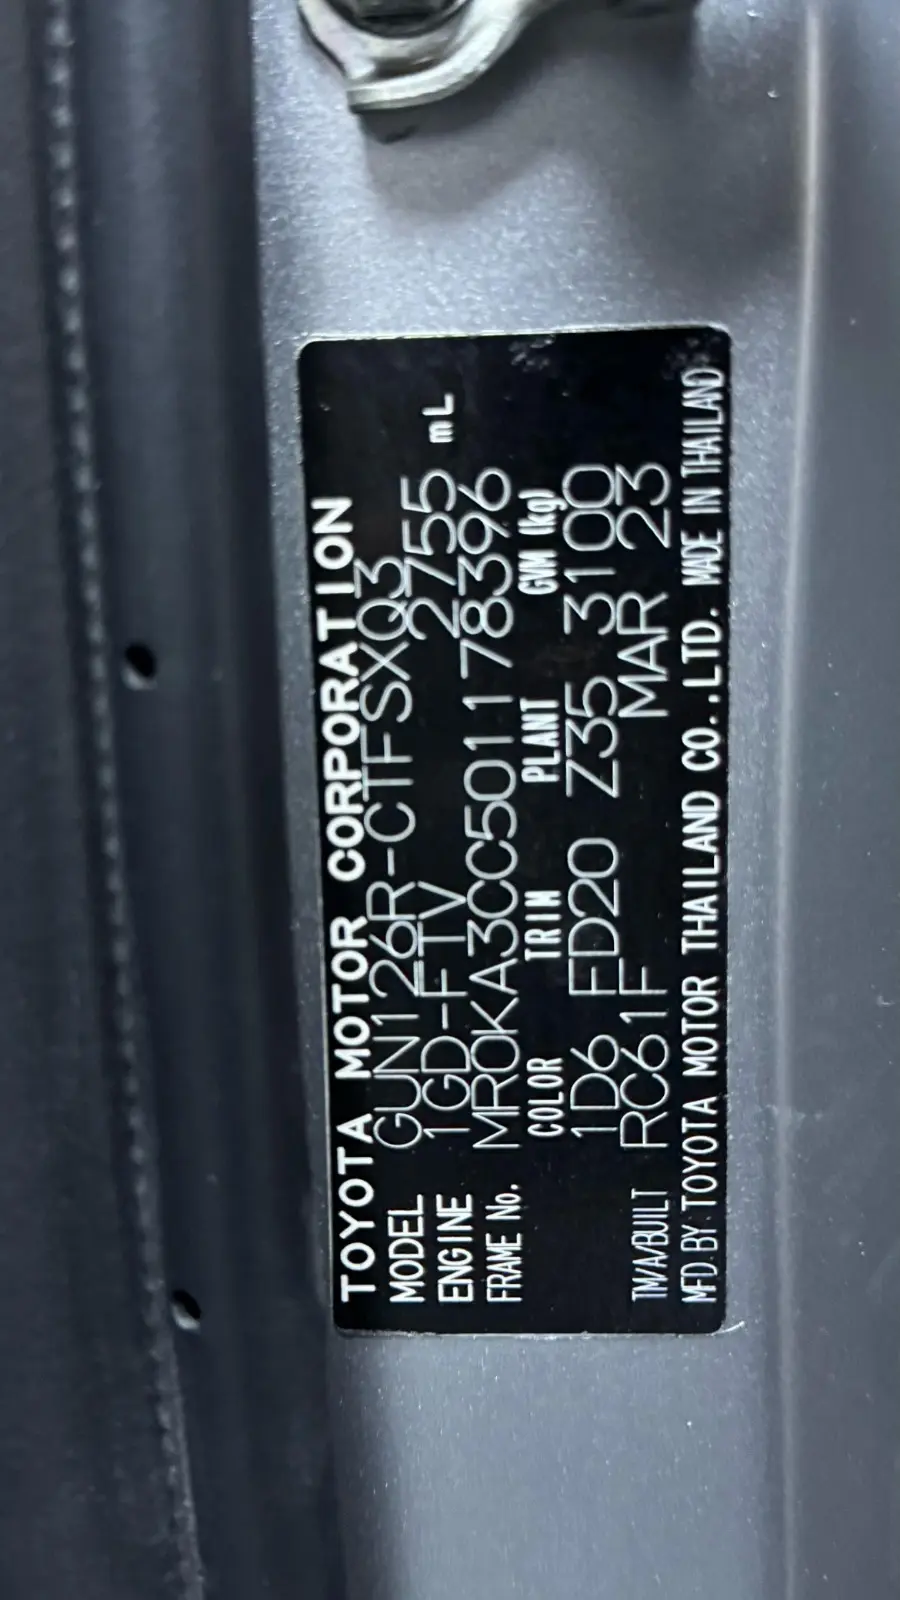 TOYOTA MOTOR CORPORATION
MODEL GUN126R-CTFSXQ3
ENGINE 1GD-FTV 2755 mL
FRAME No. MR0KA3CC501178396
COLOR TRIM PLANT GVM (kg)
1D6 FD20 Z35 3100
TM/A/BUILT RC61F MAR 23
MFD.BY TOYOTA MOTOR THAILAND CO.,LTD. MADE IN THAILAND